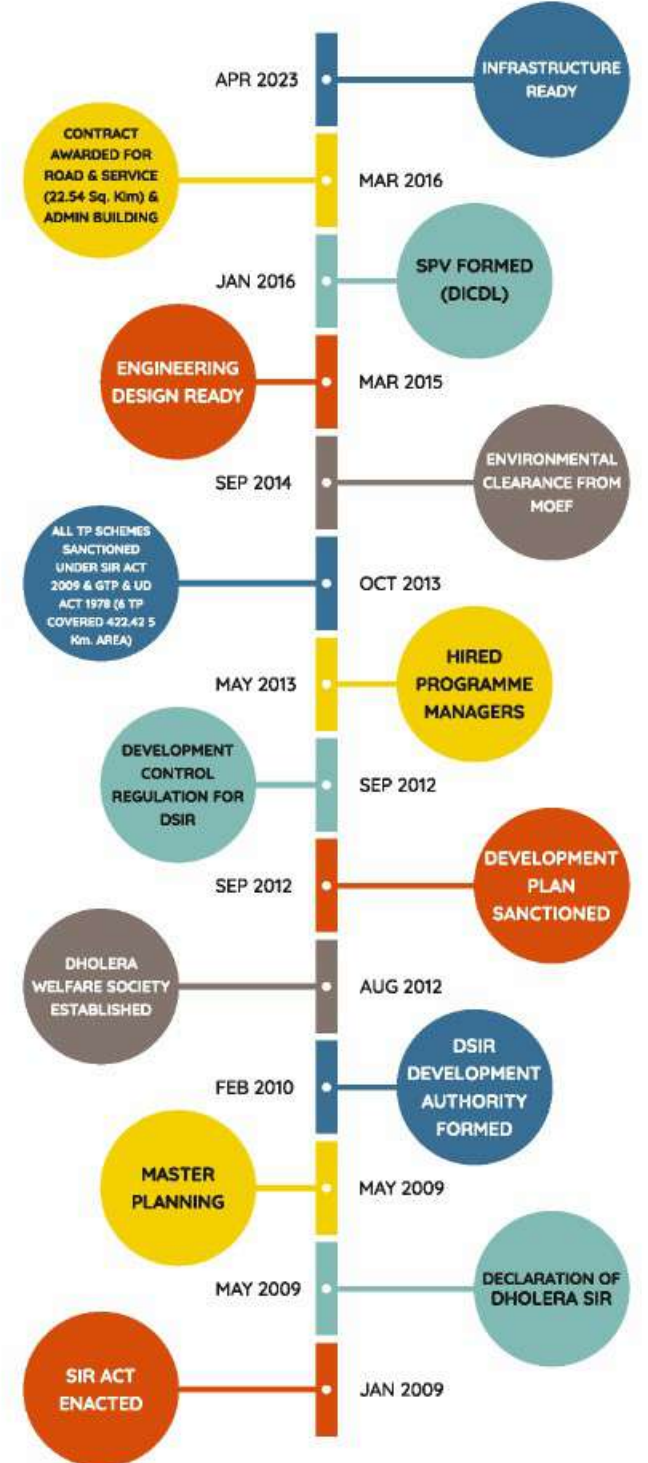 APR 2023
INFRASTRUCTURE
READY
CONTRACT
AWARDED FOR
ROAD & SERVICE
(22.54 Sq. Kim) &
ADMIN BUILDING
MAR 2016
JAN 2016
SPV FORMED
(DICDL)
ENGINEERING
DESIGN READY
MAR 2015
SEP 2014
ENVIRONMENTAL
CLEARANCE FROM
MOEF
ALL TP SCHEMES
SANCTIONED
UNDER SIR ACT
2009 & GTP & UD
ACT 1978 (6 TP
COVERED 422.42 S
Km. AREA)
OCT 2013
MAY 2013
HIRED
PROGRAMME
MANAGERS
DEVELOPMENT
CONTROL
REGULATION FOR
DSIR
SEP 2012
SEP 2012
DEVELOPMENT
PLAN
SANCTIONED
DHOLERA
WELFARE SOCIETY
ESTABLISHED
AUG 2012
FEB 2010
DSIR
DEVELOPMENT
AUTHORITY
FORMED
MASTER
PLANNING
MAY 2009
MAY 2009
DECLARATION OF
DHOLERA SIR
SIR ACT
ENACTED
JAN 2009